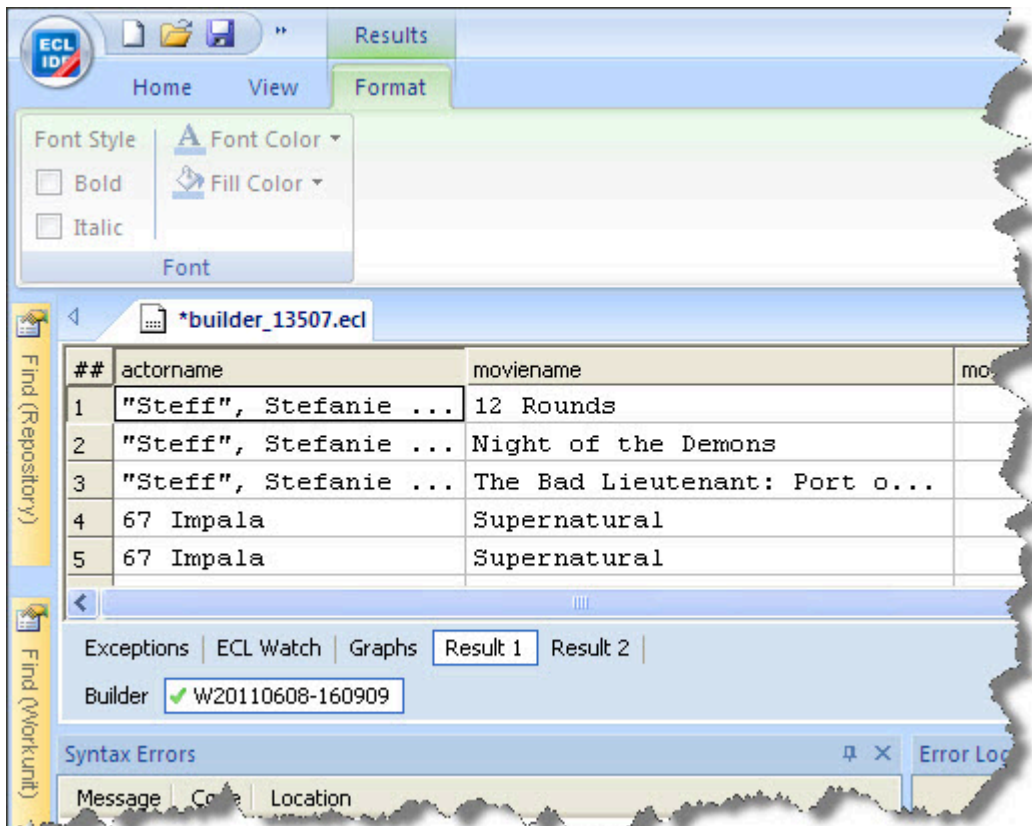 ECL
IDE
Results
Home View Format
Font Style
Font Color
Bold
Fill Color
Italic
Font
Find (Repository)
*builder_13507.ecl
## actorname moviename
1 "Steff", Stefanie ... 12 Rounds
2 "Steff", Stefanie ... Night of the Demons
3 "Steff", Stefanie ... The Bad Lieutenant: Port o...
4 67 Impala Supernatural
5 67 Impala Supernatural
Find (Workunit)
Exceptions | ECL Watch | Graphs Result 1 Result 2 |
Builder W20110608-160909
Syntax Errors
Error Log
Message Code Location